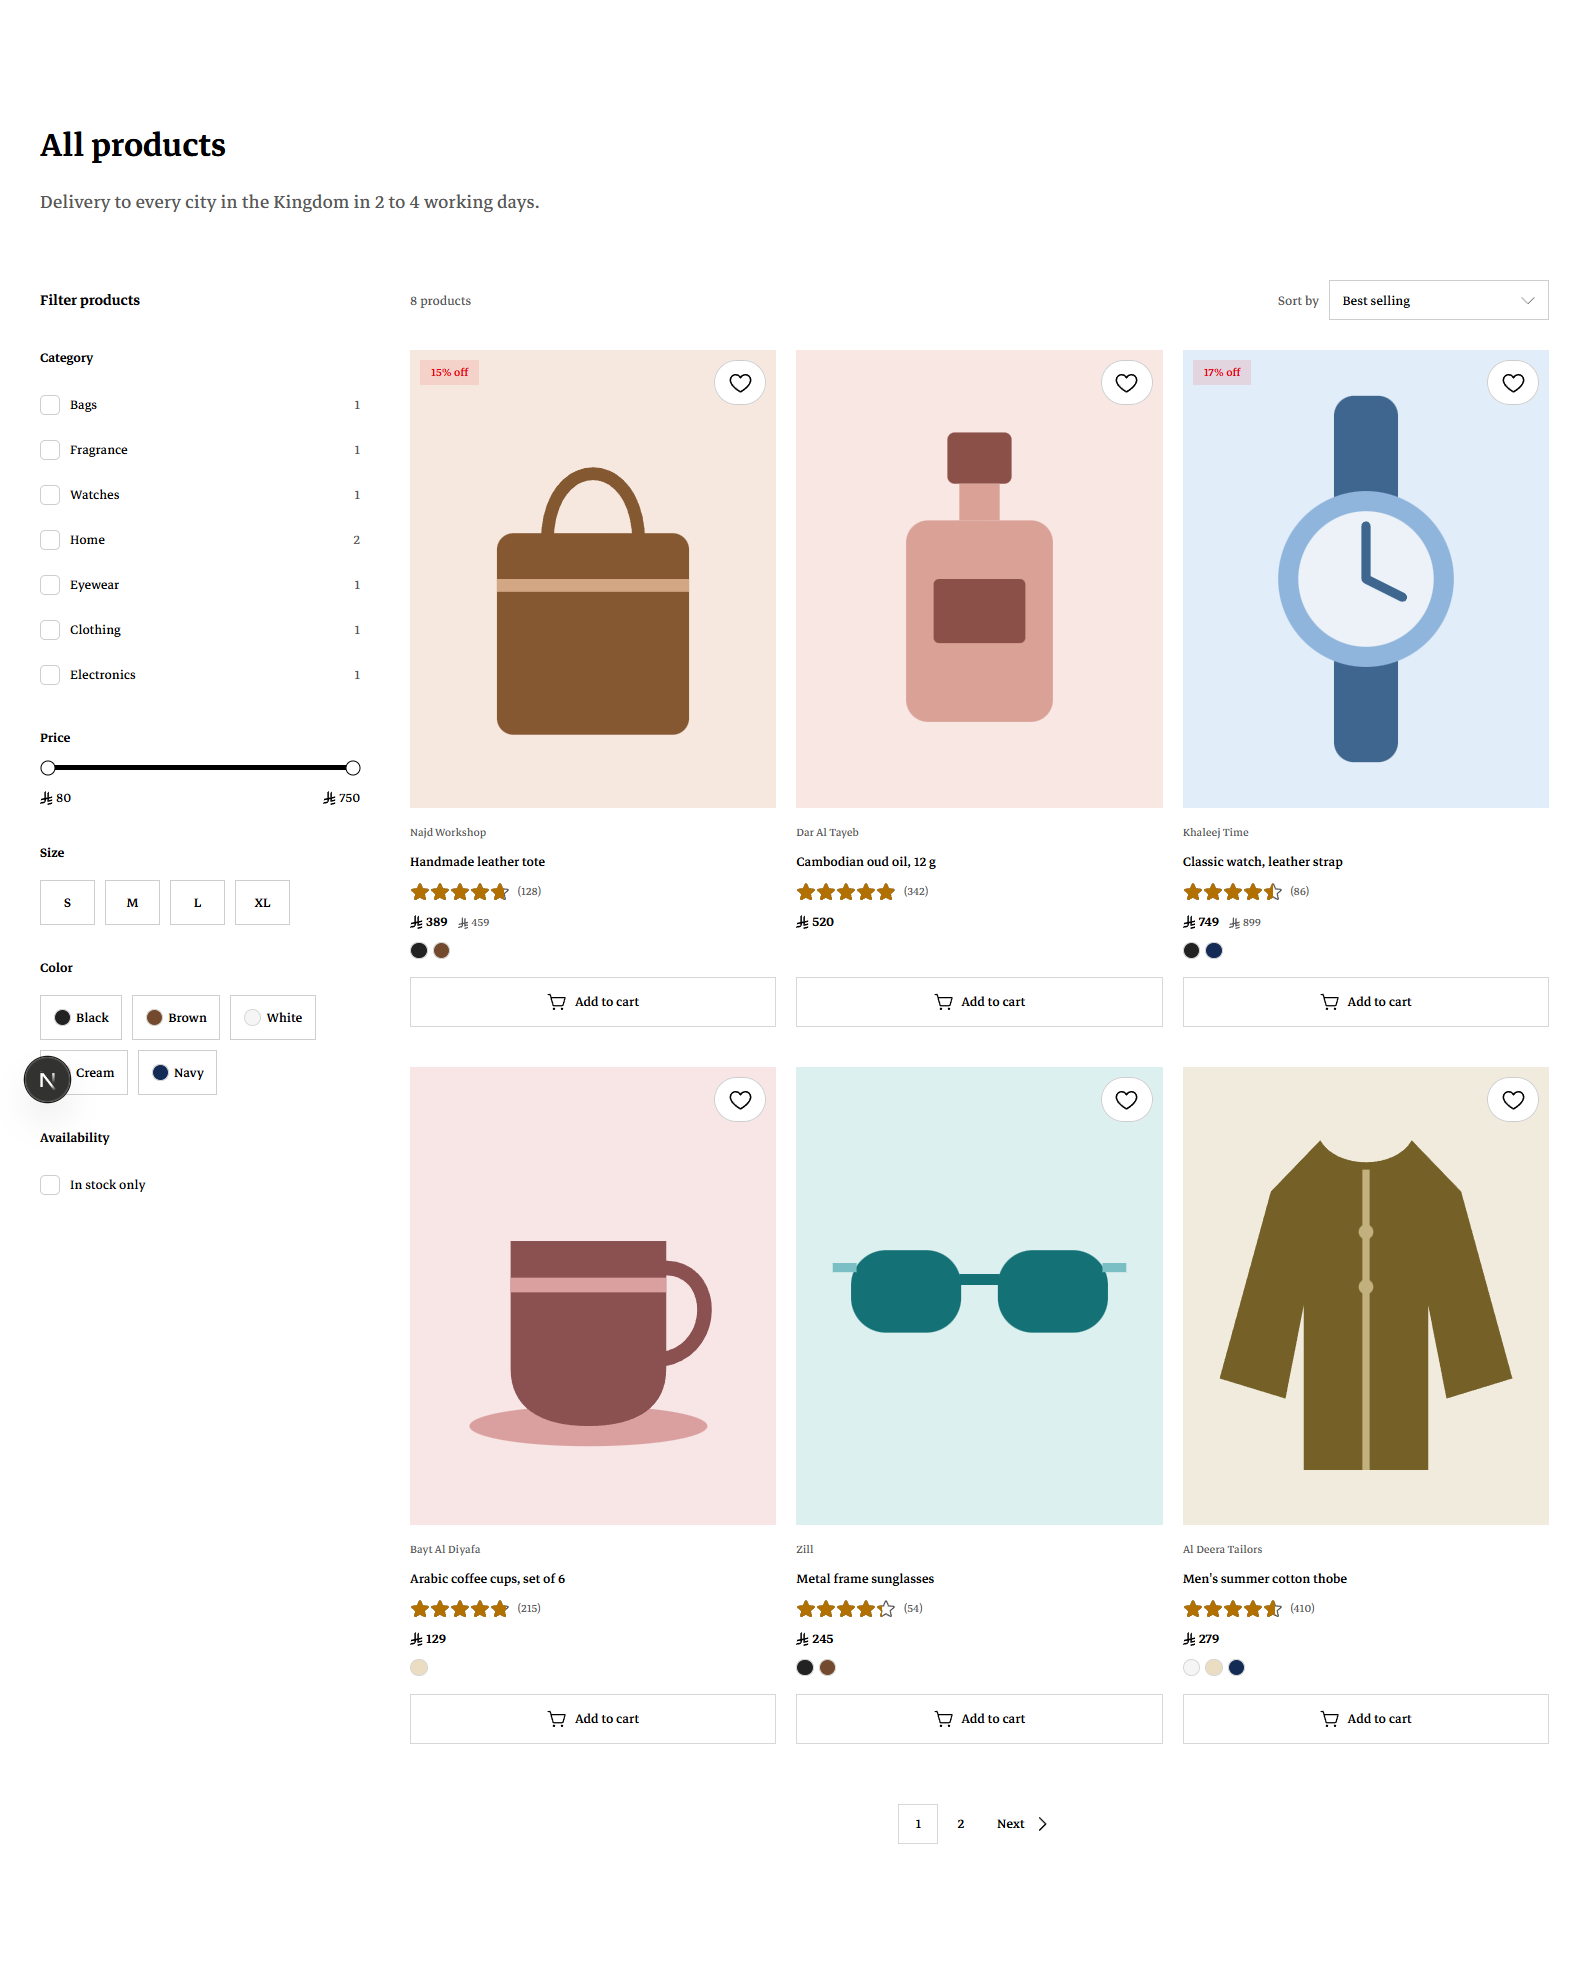 All products
Delivery to every city in the Kingdom in 2 to 4 working days.
Filter products
8 products
Sort by
Best selling
Category
Bags 1
Fragrance 1
Watches 1
Home 2
Eyewear 1
Clothing 1
Electronics 1
Price
⃁ 80 ⃁ 750
Size
S M L XL
Color
Black Brown White
Cream Navy
N
Availability
In stock only
15% off
17% off
Najd Workshop
Handmade leather tote
(128)
⃁ 389 ⃁ 459
Add to cart
Dar Al Tayeb
Cambodian oud oil, 12 g
(342)
⃁ 520
Add to cart
Khaleej Time
Classic watch, leather strap
(86)
⃁ 749 ⃁ 899
Add to cart
Bayt Al Diyafa
Arabic coffee cups, set of 6
(215)
⃁ 129
Add to cart
Zill
Metal frame sunglasses
(54)
⃁ 245
Add to cart
Al Deera Tailors
Men's summer cotton thobe
(410)
⃁ 279
Add to cart
1 2 Next